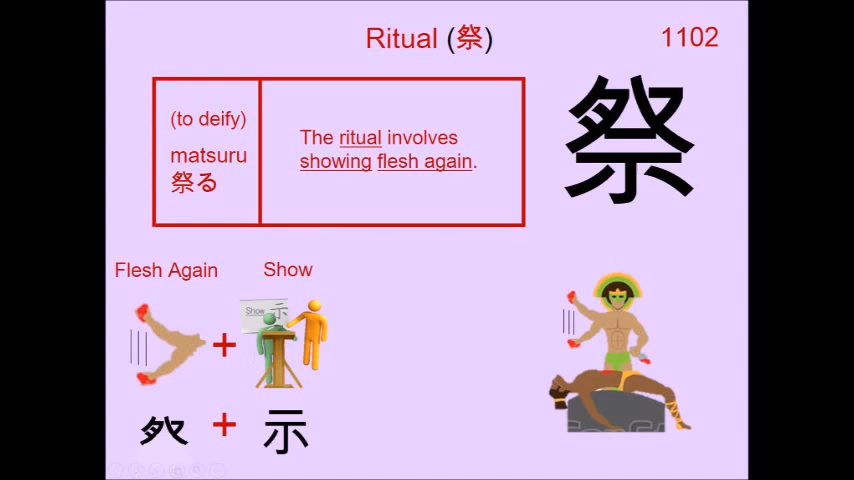 Ritual (祭)
1102
(to deify)
matsuru
祭る
The ritual involves
showing flesh again.
祭
Flesh Again
Show
Show 示
+
+
示